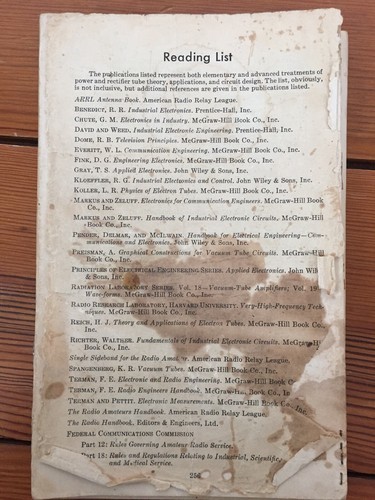 Reading List
The publications listed represent both elementary and advanced treatments of
power and rectifier tube theory, applications, and circuit design. The list, obviously,
is not inclusive, but additional references are given in the publications listed.
ARRL Antenna Book. American Radio Relay League.
BENEDICT, R. R. Industrial Electronics. Prentice-Hall, Inc.
CHUTE, G. M. Electronics in Industry. McGraw-Hill Book Co., Inc.
DAVID AND WEED. Industrial Electronic Engineering. Prentice-Hall, Inc.
DOME, R. B. Television Principles. McGraw-Hill Book Co., Inc.
EVERITT, W. L. Communication Engineering. McGraw-Hill Book Co., Inc.
FINK, D. G. Engineering Electronics. McGraw-Hill Book Co., Inc.
GRAY, T. S. Applied Electronics. John Wiley & Sons, Inc.
KLOEFFLER, R. G. Industrial Electronics and Control. John Wiley & Sons, Inc.
KOLLER, L. R. Physics of Electron Tubes. McGraw-Hill Book Co., Inc.
MARKUS AND ZELUFF. Electronics for Communication Engineers. McGraw-Hill Book
Co., Inc.
MARKUS AND ZELUFF. Handbook of Industrial Electronic Circuits. McGraw-Hill
Book Co., Inc.
PENDER, DELMAR, AND MCILWAIN. Handbook for Electrical Engineering—Com-
munications and Electronics. John Wiley & Sons, Inc.
PREISMAN, A. Graphical Constructions for Vacuum Tube Circuits. McGraw-Hill
Book Co., Inc.
PRINCIPLES OF ELECTRICAL ENGINEERING SERIES. Applied Electronics. John Wil
& Sons, Inc.
RADIATION LABORATORY SERIES. Vol. 18—Vacuum-Tube Amplifiers; Vol. 19—
Wave-forms. McGraw-Hill Book Co., Inc.
RADIO RESEARCH LABORATORY, HARVARD UNIVERSITY. Very-High-Frequency Tech-
niques. McGraw-Hill Book Co., Inc.
REICH, H. J. Theory and Applications of Electron Tubes. McGraw-Hill Book Co.,
Inc.
RICHTER, WALTHER. Fundamentals of Industrial Electronic Circuits. McGraw-Hill
Book Co., Inc.
Single Sideband for the Radio Amateur. American Radio Relay League.
SPANGENBERG, K. R. Vacuum Tubes. McGraw-Hill Book Co., Inc.
TERMAN, F. E. Electronic and Radio Engineering. McGraw-Hill Book C
TERMAN, F. E. Radio Engineers Handbook. McGraw-Hill Book Co., Inc
TERMAN AND PETTIT. Electronic Measurements. McGraw-Hill Book Co., Inc.
The Radio Amateurs Handbook. American Radio Relay League.
The Radio Handbook. Editors & Engineers, Ltd.
FEDERAL COMMUNICATIONS COMMISSION
Part 12: Rules Governing Amateur Radio Service.
Part 18: Rules and Regulations Relating to Industrial, Scientific,
and Medical Service.
256